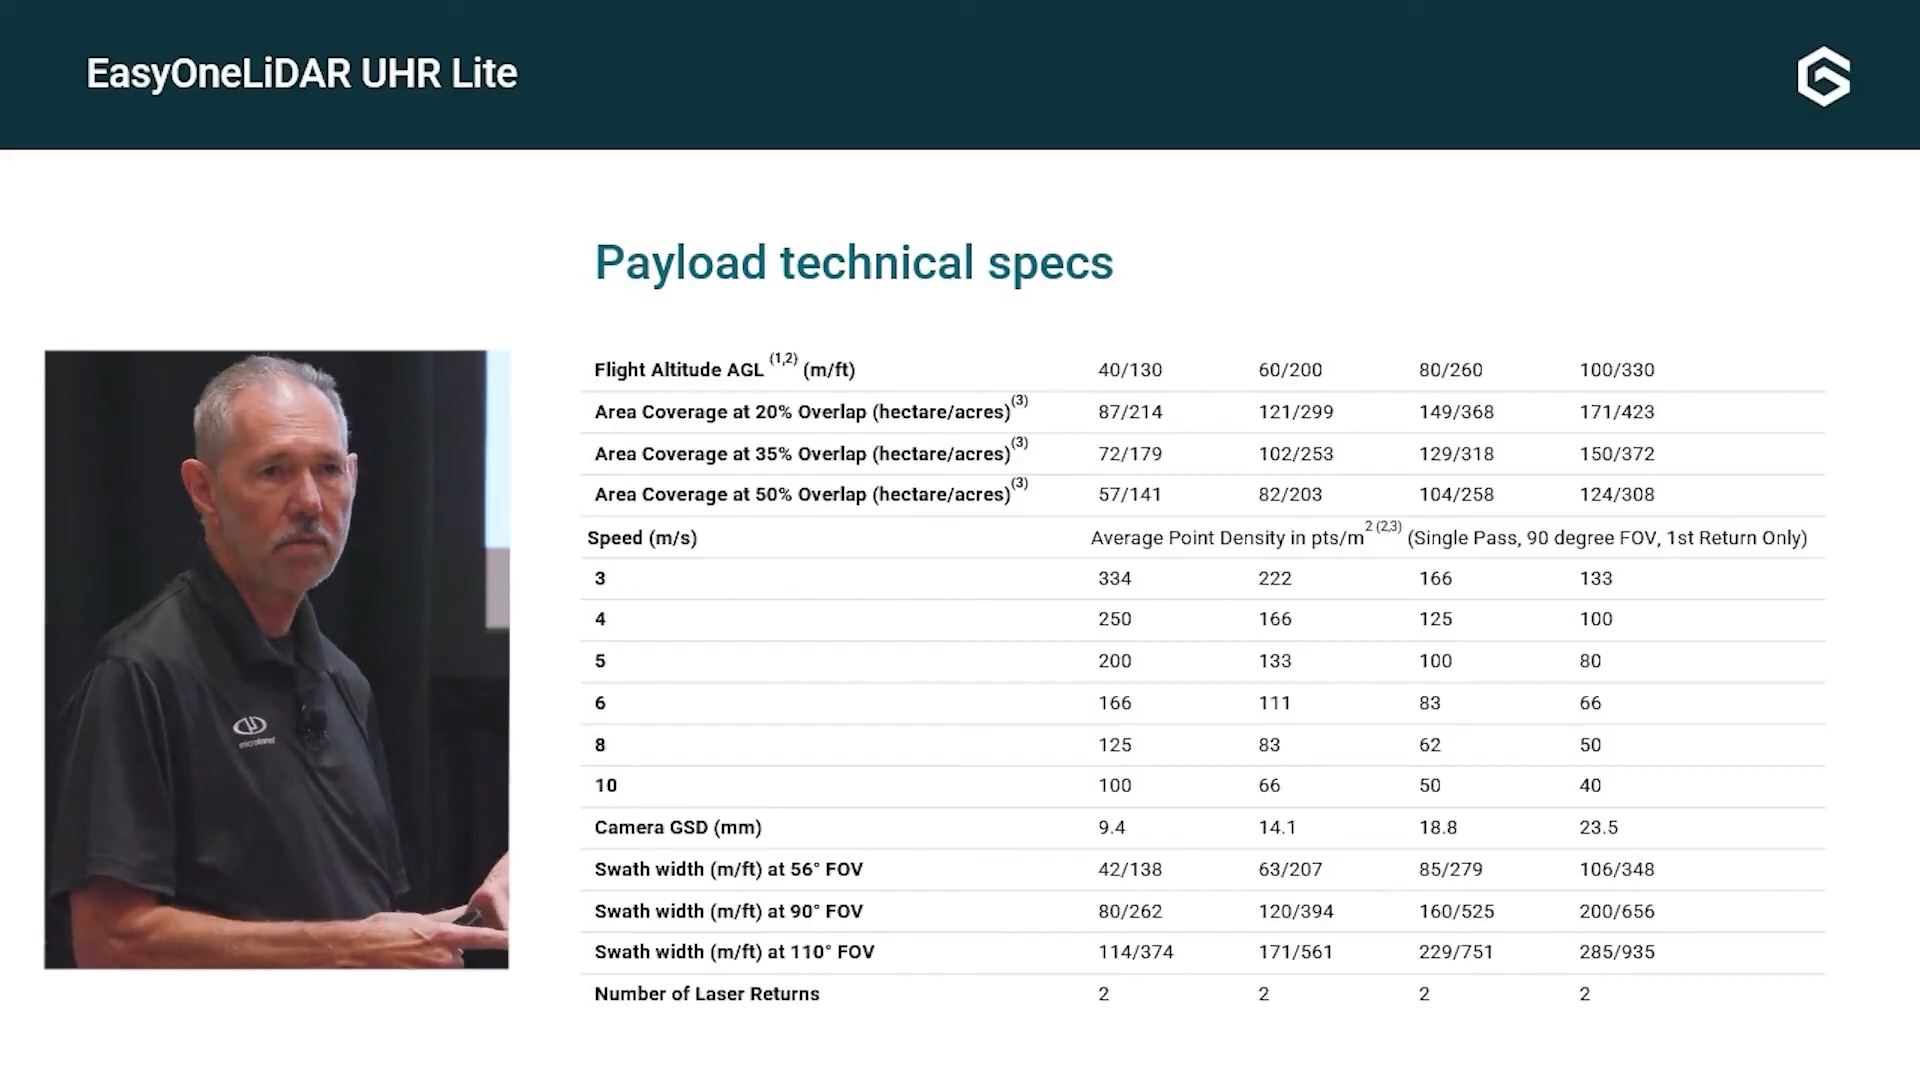 EasyOneLiDAR UHR Lite
Payload technical specs
Flight Altitude AGL (1,2) (m/ft) 40/130 60/200 80/260 100/330
Area Coverage at 20% Overlap (hectare/acres)(3) 87/214 121/299 149/368 171/423
Area Coverage at 35% Overlap (hectare/acres)(3) 72/179 102/253 129/318 150/372
Area Coverage at 50% Overlap (hectare/acres)(3) 57/141 82/203 104/258 124/308
Speed (m/s) Average Point Density in pts/m2 (2,3) (Single Pass, 90 degree FOV, 1st Return Only)
3 334 222 166 133
4 250 166 125 100
5 200 133 100 80
6 166 111 83 66
8 125 83 62 50
10 100 66 50 40
Camera GSD (mm) 9.4 14.1 18.8 23.5
Swath width (m/ft) at 56° FOV 42/138 63/207 85/279 106/348
Swath width (m/ft) at 90° FOV 80/262 120/394 160/525 200/656
Swath width (m/ft) at 110° FOV 114/374 171/561 229/751 285/935
Number of Laser Returns 2 2 2 2